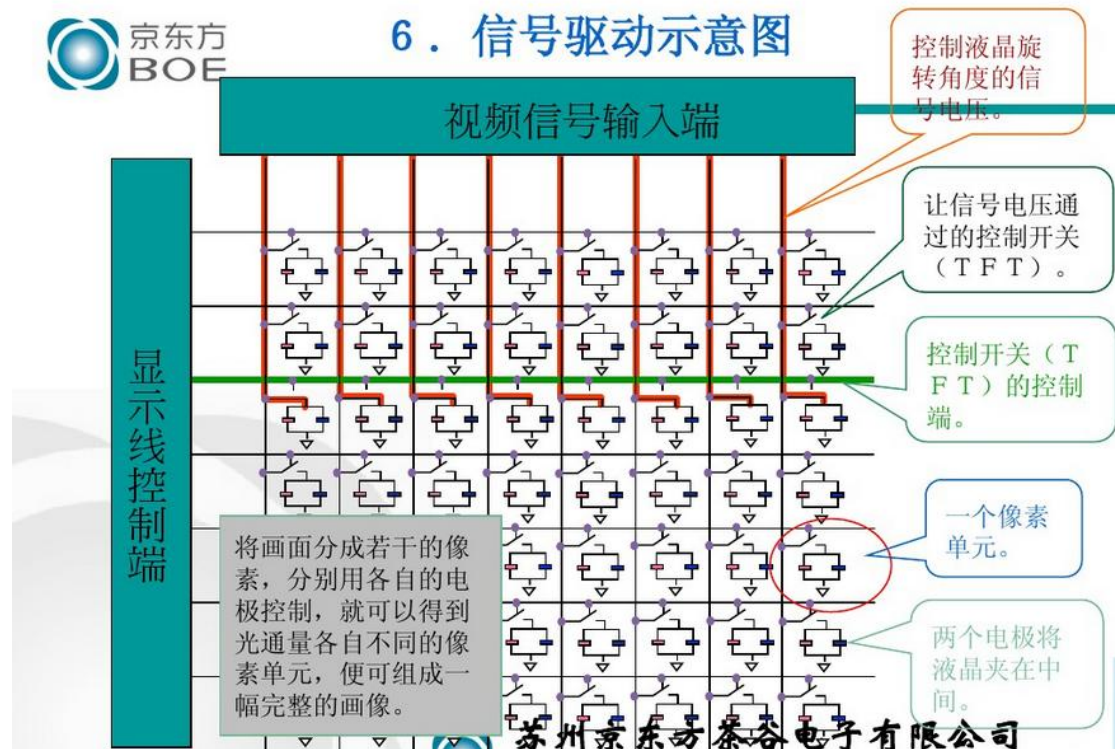 京东方
BOE
6．信号驱动示意图
视频信号输入端
控制液晶旋
转角度的信
号电压。
让信号电压通
过的控制开关
（ＴＦＴ）。
控制开关（Ｔ
ＦＴ）的控制
端。
显示线控制端
一个像素
单元。
将画面分成若干的像
素，分别用各自的电
极控制，就可以得到
光通量各自不同的像
素单元，便可组成一
幅完整的画像。
两个电极将
液晶夹在中
间。
苏州京东方茶谷电子有限公司